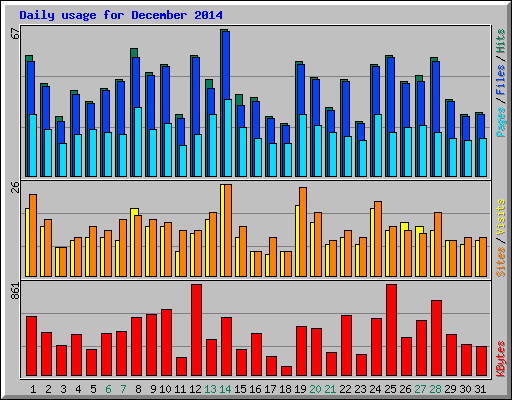 Daily usage for December 2014
67
Pages / Files / Hits
26
Sites / Visits
861
KBytes
1 2 3 4 5 6 7 8 9 10 11 12 13 14 15 16 17 18 19 20 21 22 23 24 25 26 27 28 29 30 31